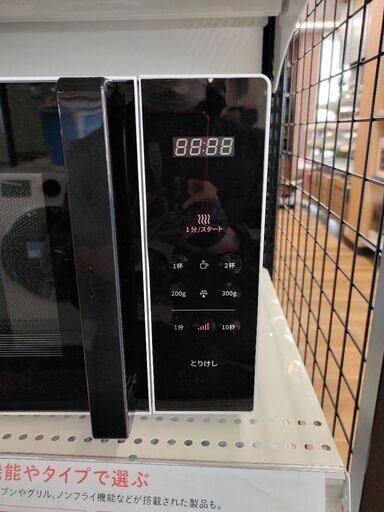 88:88
1分/スタート
1杯 2杯
200g 300g
1分 10秒
とりけし
機能やタイプで選ぶ
ブンやグリル、ノンフライ機能などが搭載された製品も。